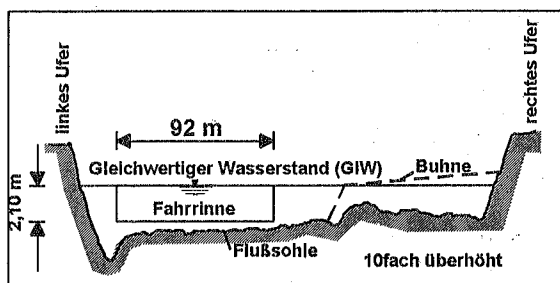 linkes Ufer
rechtes Ufer
92 m
Gleichwertiger Wasserstand (GlW)
Buhne
2,10 m
Fahrrinne
Flußsohle
10fach überhöht